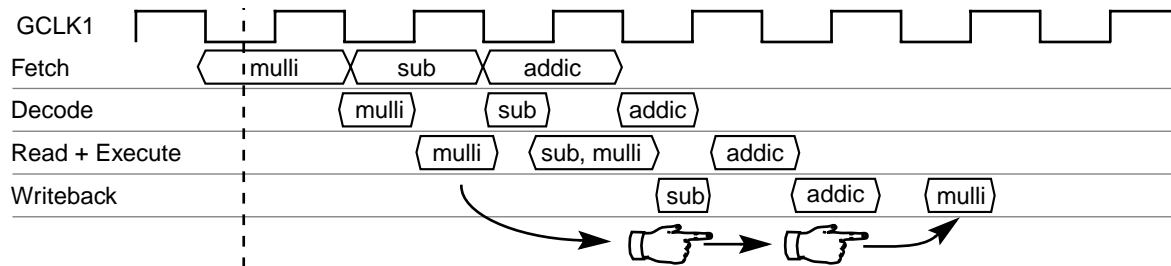 GCLK1
Fetch mulli sub addic
Decode mulli sub addic
Read + Execute mulli sub, mulli addic
Writeback sub addic mulli